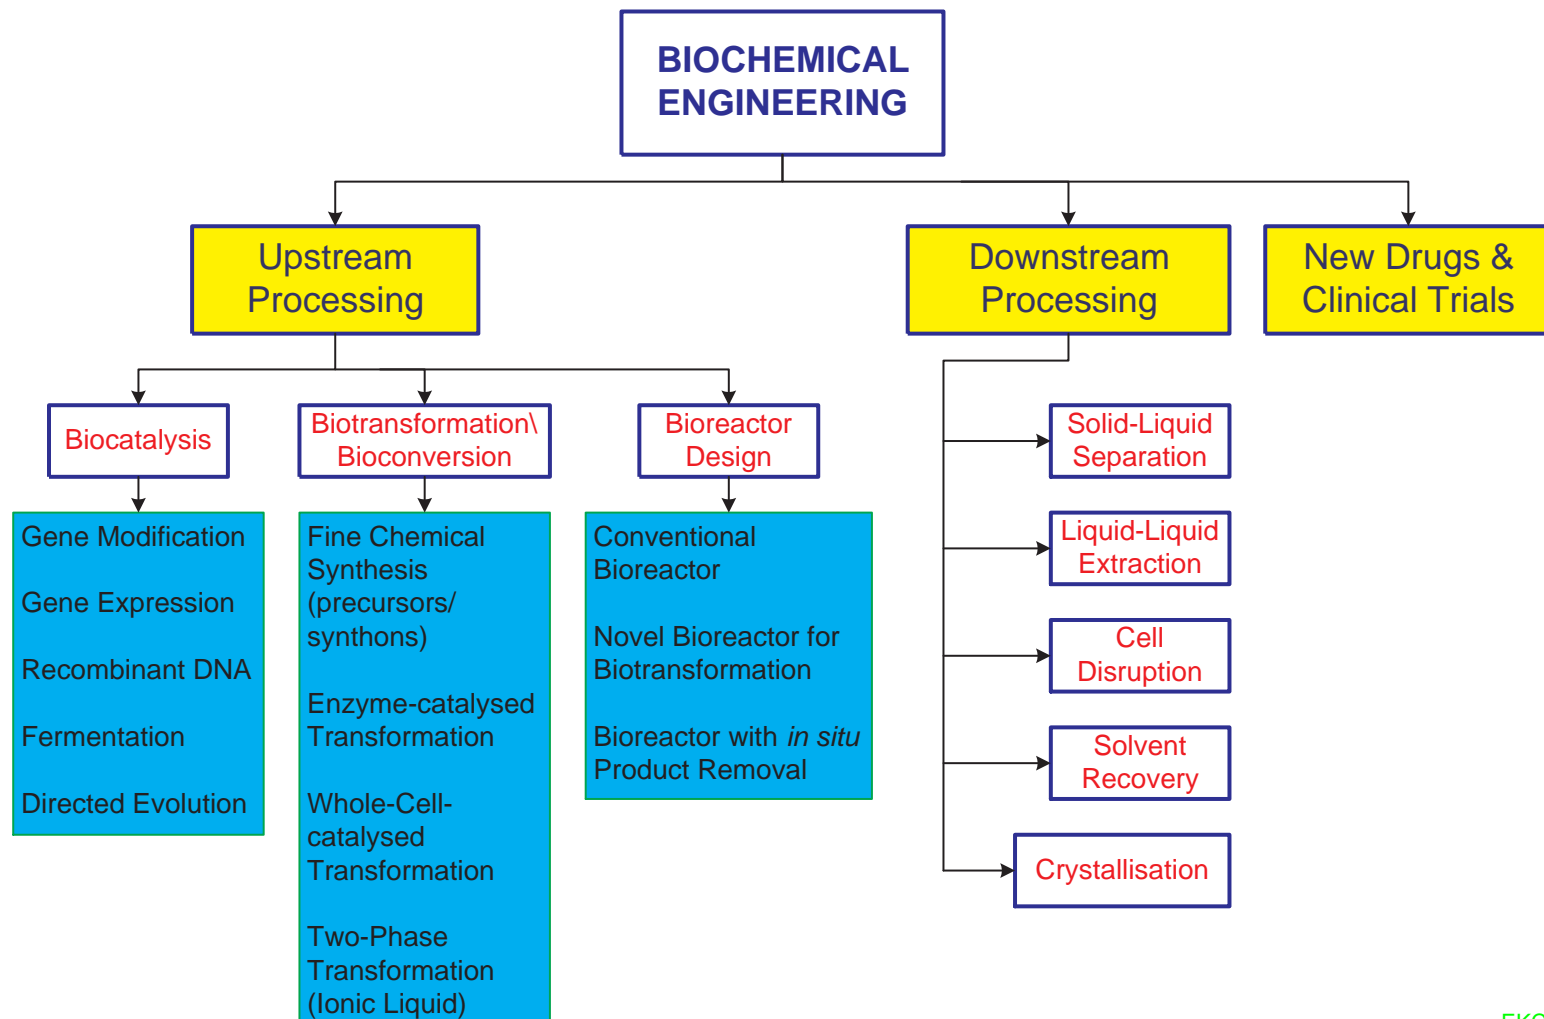 BIOCHEMICAL
ENGINEERING
Upstream
Processing
Downstream
Processing
New Drugs &
Clinical Trials
Biocatalysis
Biotransformation\
Bioconversion
Bioreactor
Design
Gene Modification
Gene Expression
Recombinant DNA
Fermentation
Directed Evolution
Fine Chemical
Synthesis
(precursors/
synthons)
Enzyme-catalysed
Transformation
Whole-Cell-
catalysed
Transformation
Two-Phase
Transformation
(Ionic Liquid)
Conventional
Bioreactor
Novel Bioreactor for
Biotransformation
Bioreactor with in situ
Product Removal
Solid-Liquid
Separation
Liquid-Liquid
Extraction
Cell
Disruption
Solvent
Recovery
Crystallisation